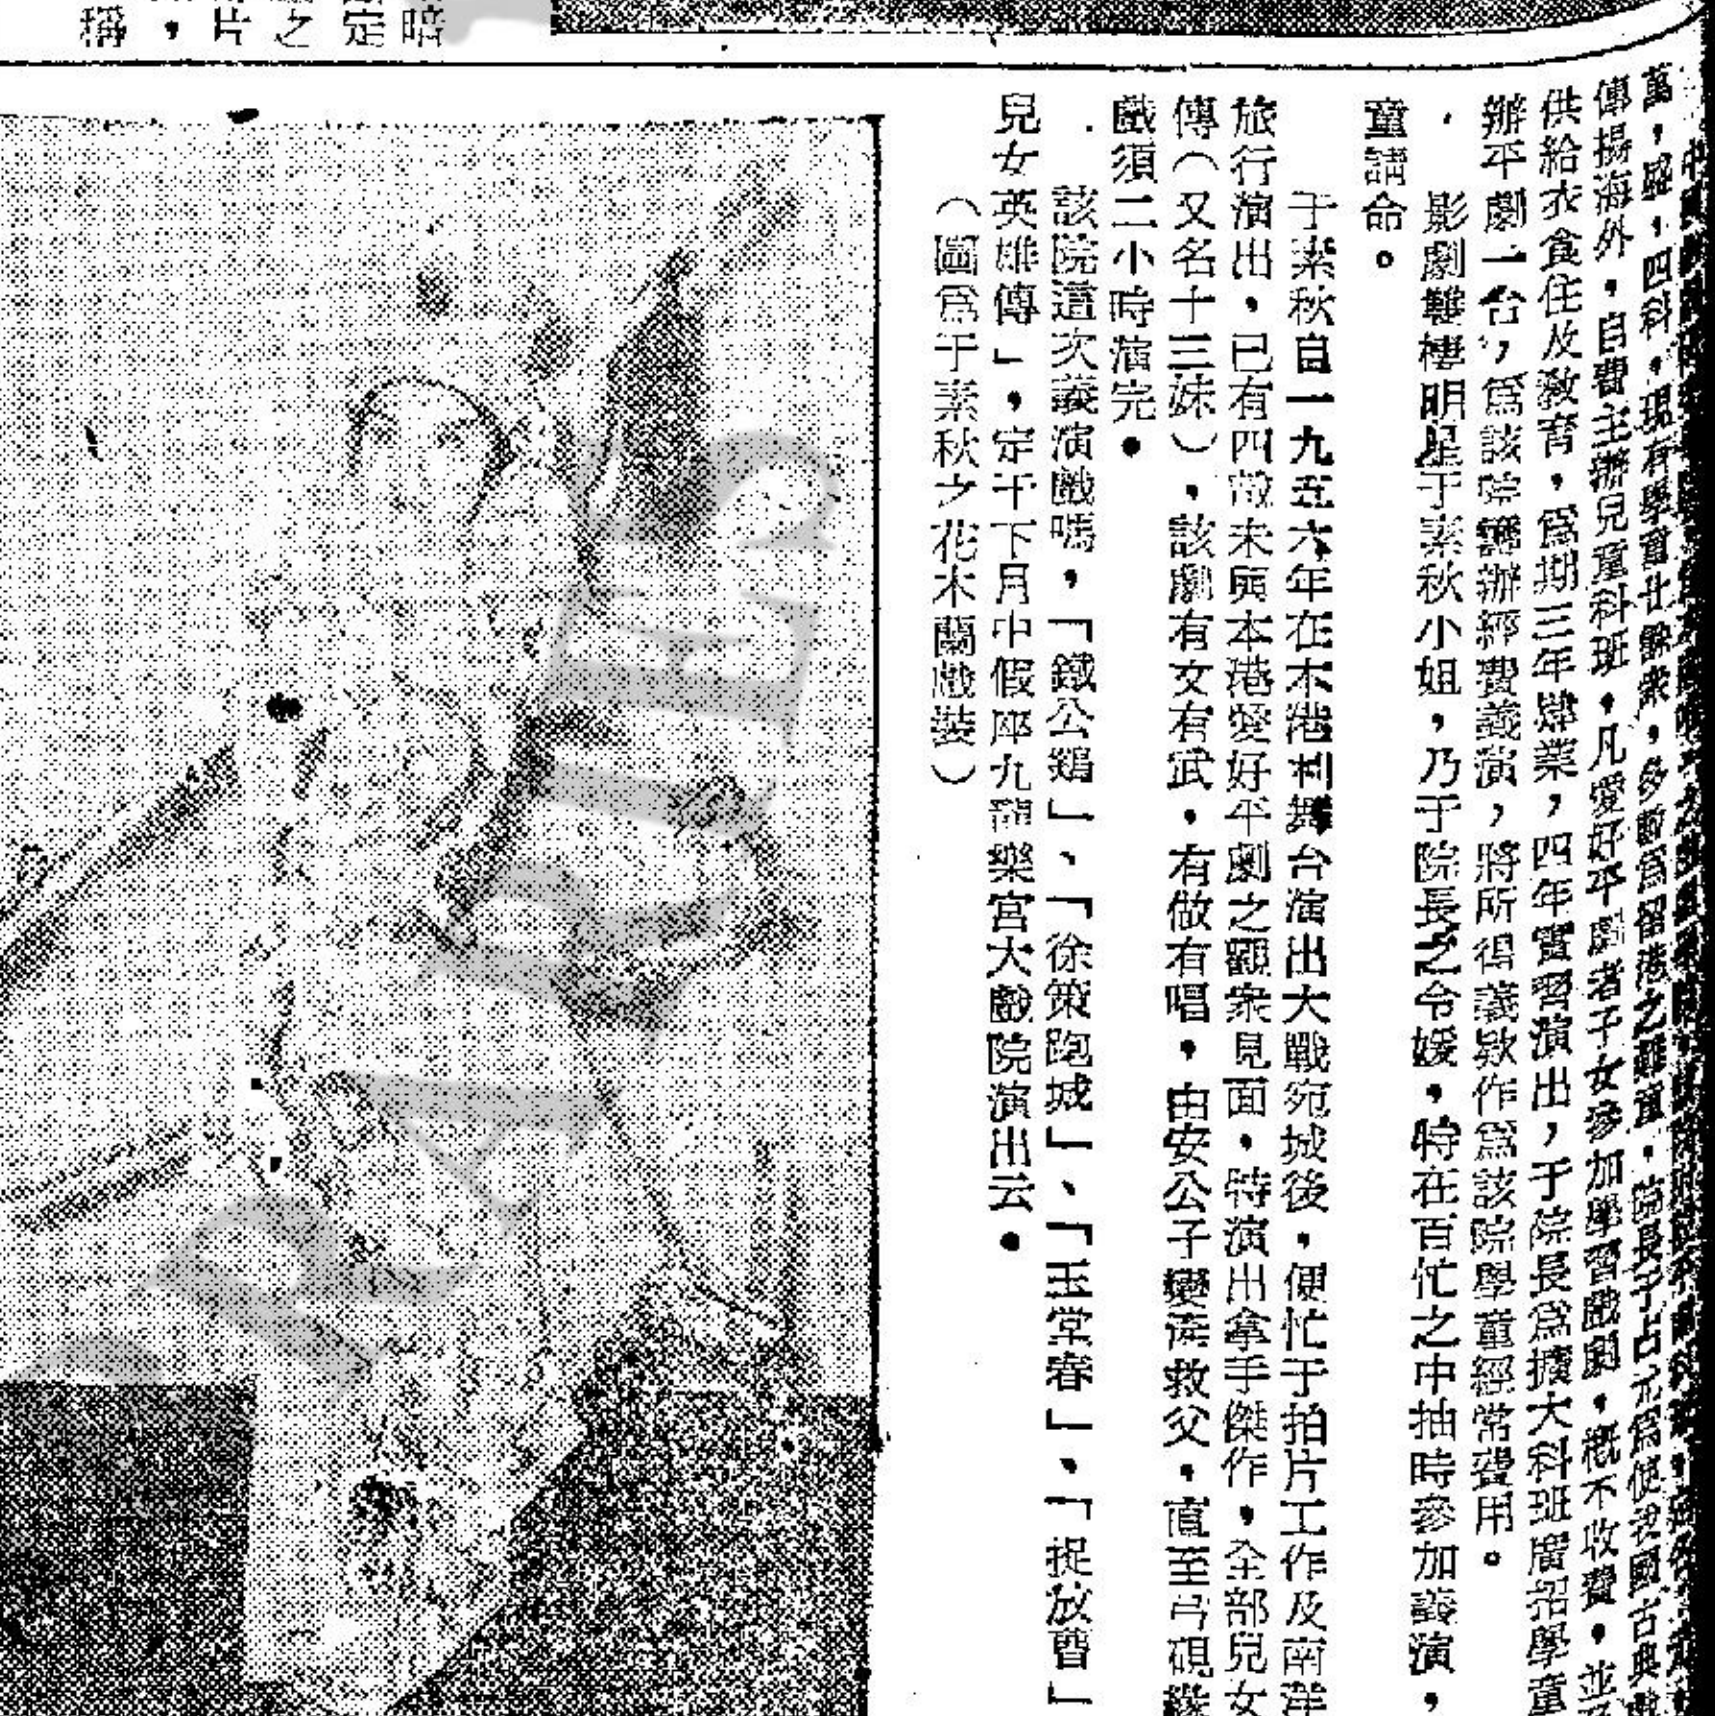 萬，盛，四科，現有學童廿餘衆，多數爲留港之難童，院長于占元爲使我國古典
傳揚海外，自費主辦兒童科班，凡愛好平劇者子女參加學習戲劇，概不收費，並
供給衣食住及敎育，爲期三年肄業，四年實習演出，于院長爲擴大科班廣招學童
辦平劇一台，爲該院籌辦經費義演，將所得義欵作爲該院學童經常費用。
影劇雙棲明星于素秋小姐，乃于院長之令媛，特在百忙之中抽時參加義演，
童請命。
于素秋自一九五六年在本港利舞台演出大戰宛城後，便忙于拍片工作及南洋
旅行演出，已有四載未與本港愛好平劇之觀衆見面，特演出拿手傑作，全部兒女
傳（又名十三妹），該劇有文有武，有做有唱，由安公子變產救父，直至弓硯緣
戲須二小時演完。
該院這次義演戲嗎，「鐵公鷄」、「徐策跑城」、「玉堂春」、「捉放曹」
兒女英雄傳」，定于下月中假座九龍樂宮大戲院演出云。
（圖爲于素秋之花木蘭戲裝）
定
之
片
，
稱